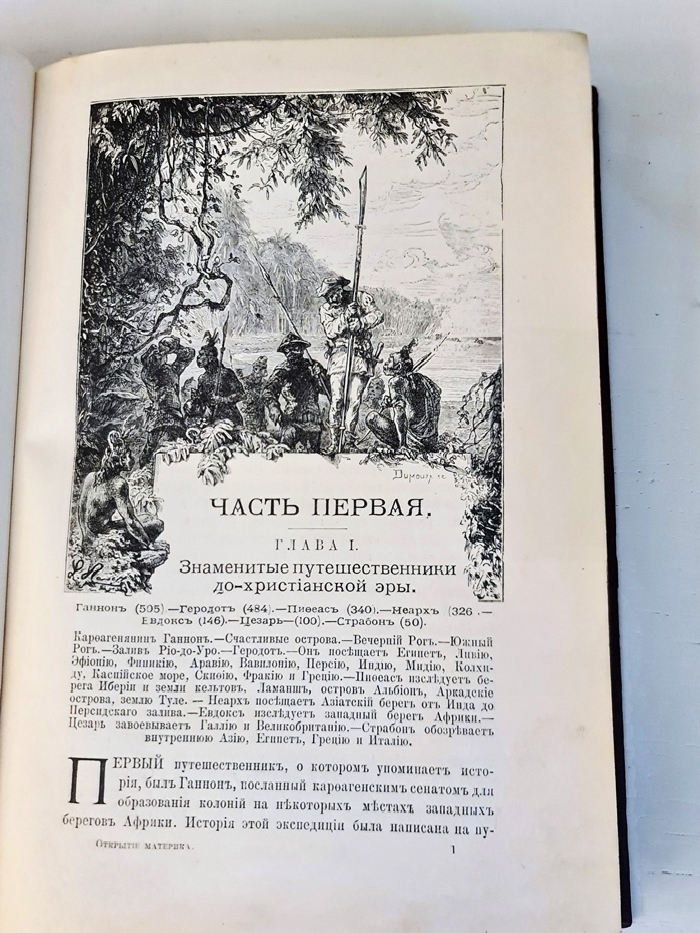 Dumont sc
ЧАСТЬ ПЕРВАЯ.
ГЛАВА I.
Знаменитые путешественники
до-христіанской эры.
Ганнонъ (505).—Геродотъ (484).—Пиѳеасъ (340).—Неархъ (326).—
Евдоксъ (146).—Цезарь—(100).—Страбонъ (50).
Карѳагенянинъ Ганнонъ.—Счастливые острова.—Вечерній Рогъ.—Южный
Рогъ.—Заливъ Ріо-до-Уро.—Геродотъ.—Онъ посѣщаетъ Египетъ, Ливію,
Эѳіопію, Финикію, Аравію, Вавилонію, Персію, Индію, Мидію, Колхи-
ду, Каспійское море, Скиѳію, Фракію и Грецію.—Пиѳеасъ изслѣдуетъ бе-
рега Иберіи и земли кельтовъ, Ламаншъ, островъ Альбіонъ, Аркадскіе
острова, землю Туле. — Неархъ посѣщаетъ Азіатскій берегъ отъ Инда до
Персидскаго залива.—Евдоксъ изслѣдуетъ западный берегъ Африки.—
Цезарь завоевываетъ Галлію и Великобританію.—Страбонъ обозрѣваетъ
внутреннюю Азію, Египетъ, Грецію и Италію.
ПЕРВЫЙ путешественникъ, о которомъ упоминаетъ исто-
рія, былъ Ганнонъ, посланный карѳагенскимъ сенатомъ для
образованія колоній на нѣкоторыхъ мѣстахъ западныхъ
береговъ Африки. Исторія этой экспедиціи была написана на пу-
Открытіе материка.
1